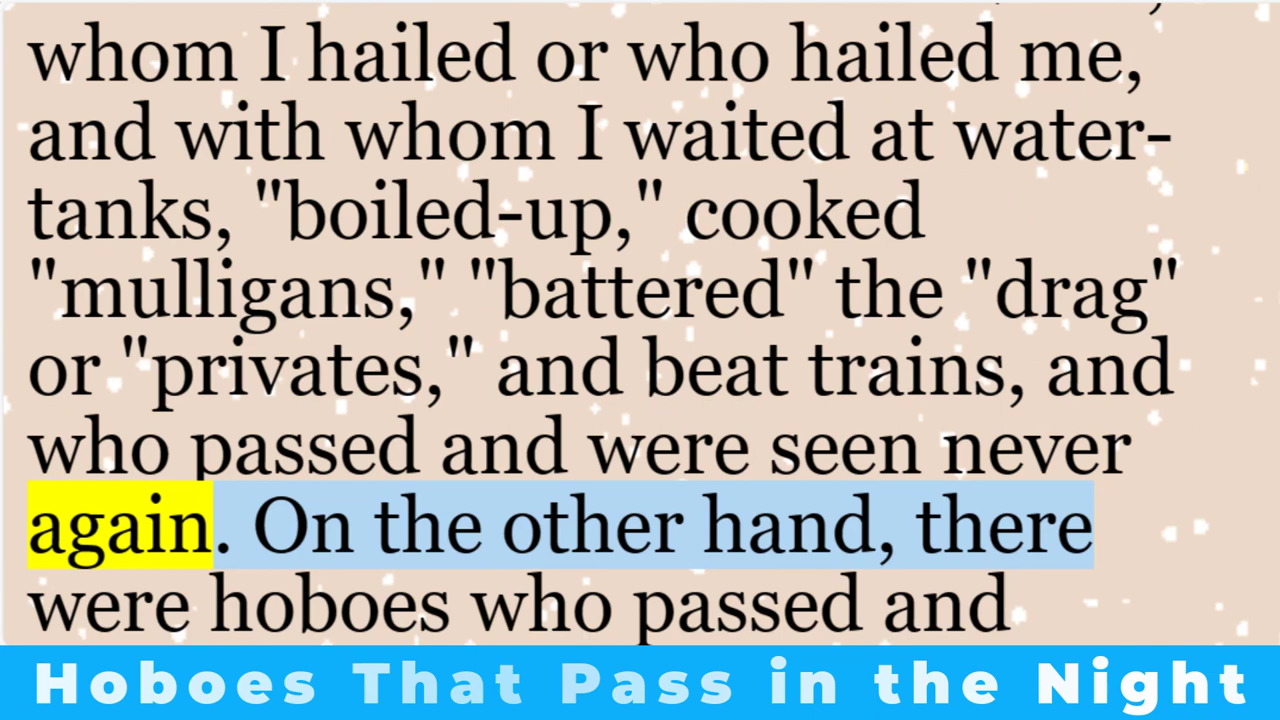 whom I hailed or who hailed me,
and with whom I waited at water-
tanks, "boiled-up," cooked
"mulligans," "battered" the "drag"
or "privates," and beat trains, and
who passed and were seen never
again. On the other hand, there
were hoboes who passed and
Hoboes That Pass in the Night